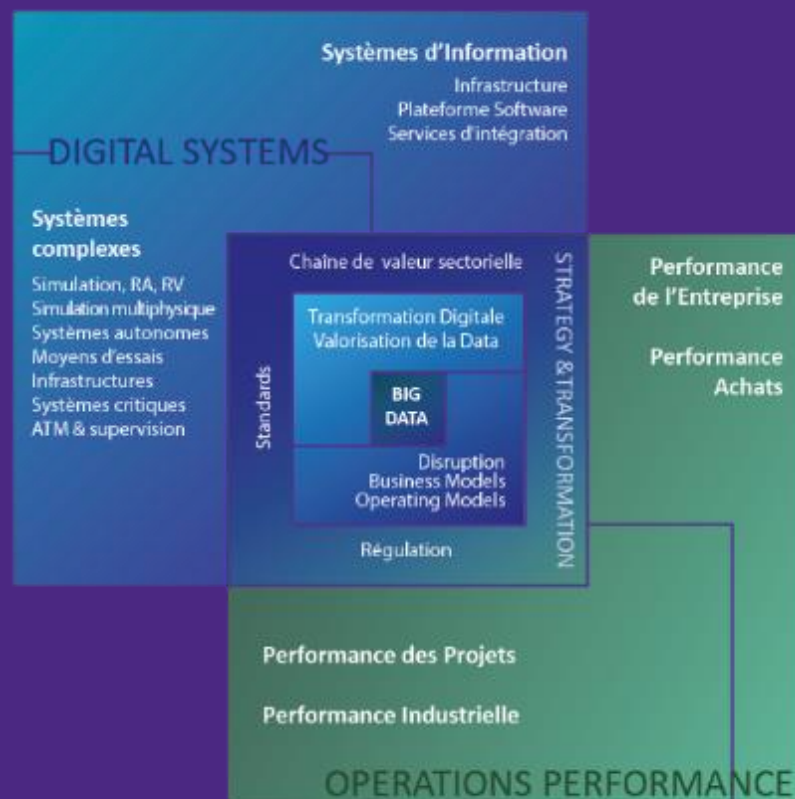 Systèmes d'Information
Infrastructure
Plateforme Software
Services d'intégration
DIGITAL SYSTEMS
Systèmes
complexes
Simulation, RA, RV
Simulation multiphysique
Systèmes autonomes
Moyens d'essais
Infrastructures
Systèmes critiques
ATM & supervision
Chaîne de valeur sectorielle
Standards
Transformation Digitale
Valorisation de la Data
BIG
DATA
Disruption
Business Models
Operating Models
Régulation
STRATEGY & TRANSFORMATION
Performance
de l'Entreprise
Performance
Achats
Performance des Projets
Performance Industrielle
OPERATIONS PERFORMANCE